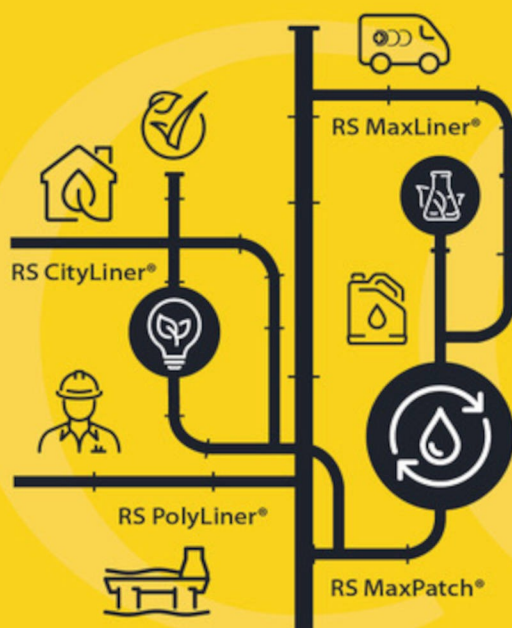 RS MaxLiner®
RS CityLiner®
RS PolyLiner®
RS MaxPatch®